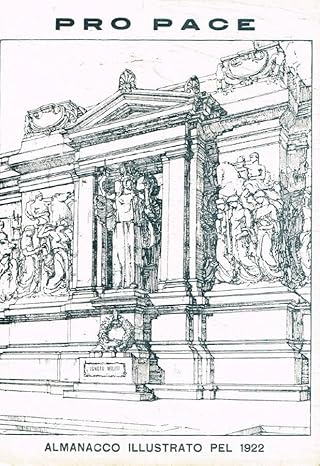 PRO PACE
IGNOTO MILITI
ALMANACCO ILLUSTRATO PEL 1922